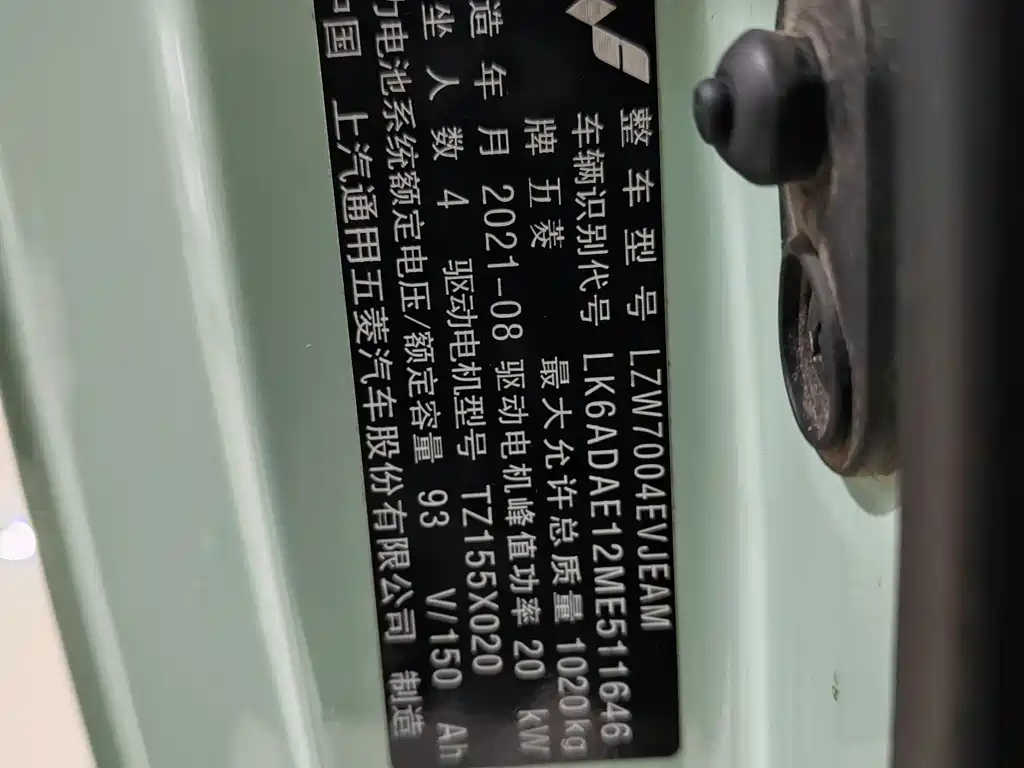 整车型号 LZW7004EVJEAM
车辆识别代号 LK6ADAE12ME511646
牌 五菱 最大允许总质量 1020kg
造年月 2021-08 驱动电机峰值功率 20 kW
坐人数 4 驱动电机型号 TZ155X020
电池系统额定电压/额定容量 93 V/150 Ah
国 上汽通用五菱汽车股份有限公司 制造